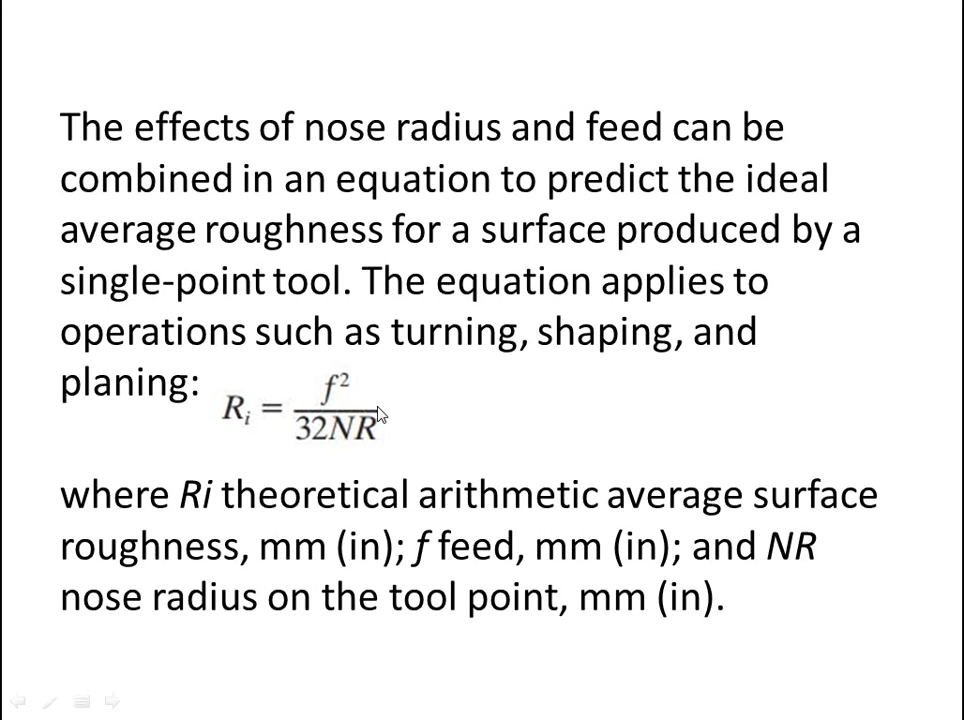 The effects of nose radius and feed can be
combined in an equation to predict the ideal
average roughness for a surface produced by a
single-point tool. The equation applies to
operations such as turning, shaping, and
planing: Rᵢ = f² / 32NR
where Ri theoretical arithmetic average surface
roughness, mm (in); f feed, mm (in); and NR
nose radius on the tool point, mm (in).